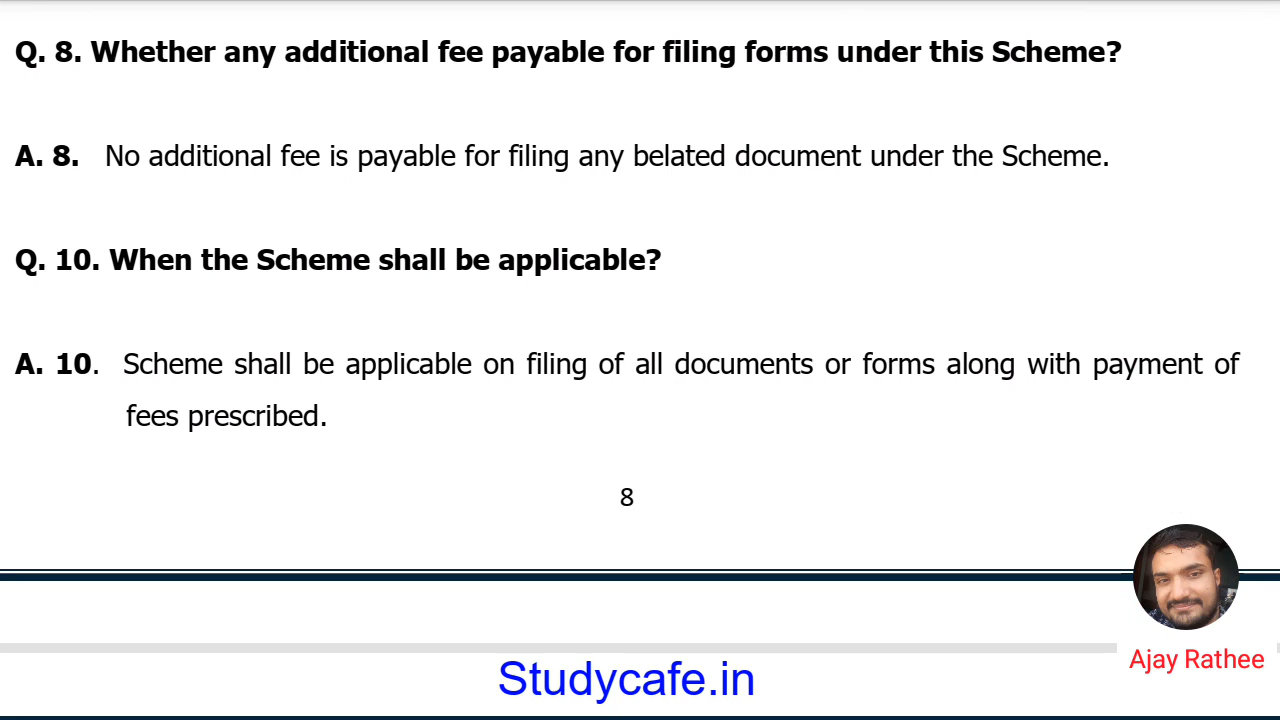 Q. 8. Whether any additional fee payable for filing forms under this Scheme?
A. 8. No additional fee is payable for filing any belated document under the Scheme.
Q. 10. When the Scheme shall be applicable?
A. 10. Scheme shall be applicable on filing of all documents or forms along with payment of
fees prescribed.
8
Ajay Rathee
Studycafe.in